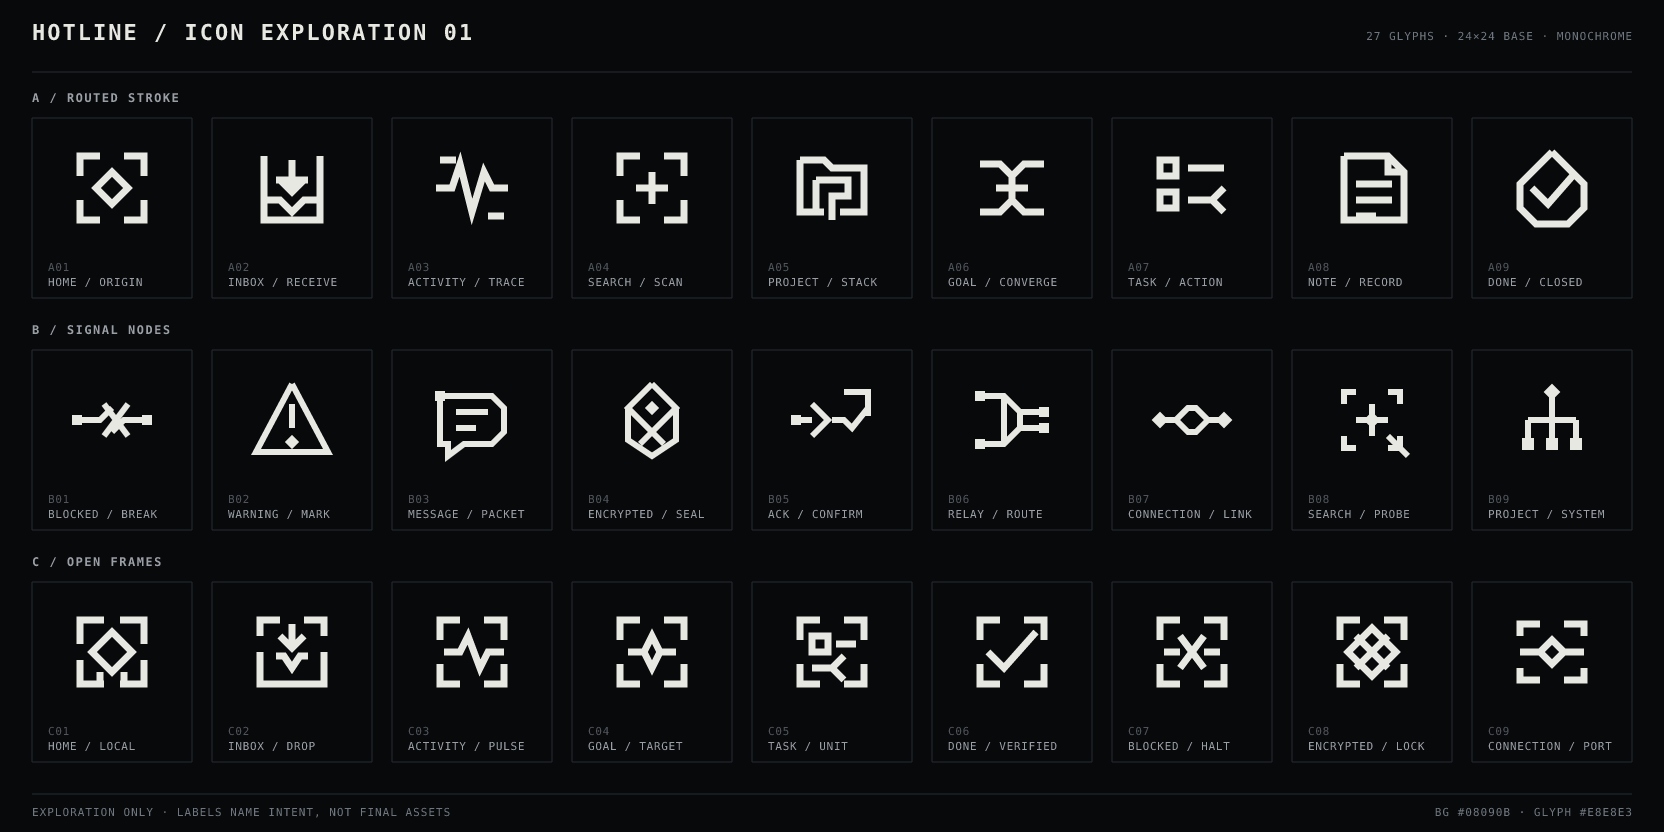 HOTLINE / ICON EXPLORATION 01
27 GLYPHS · 24×24 BASE · MONOCHROME
A / ROUTED STROKE
A01
HOME / ORIGIN
A02
INBOX / RECEIVE
A03
ACTIVITY / TRACE
A04
SEARCH / SCAN
A05
PROJECT / STACK
A06
GOAL / CONVERGE
A07
TASK / ACTION
A08
NOTE / RECORD
A09
DONE / CLOSED
B / SIGNAL NODES
B01
BLOCKED / BREAK
B02
WARNING / MARK
B03
MESSAGE / PACKET
B04
ENCRYPTED / SEAL
B05
ACK / CONFIRM
B06
RELAY / ROUTE
B07
CONNECTION / LINK
B08
SEARCH / PROBE
B09
PROJECT / SYSTEM
C / OPEN FRAMES
C01
HOME / LOCAL
C02
INBOX / DROP
C03
ACTIVITY / PULSE
C04
GOAL / TARGET
C05
TASK / UNIT
C06
DONE / VERIFIED
C07
BLOCKED / HALT
C08
ENCRYPTED / LOCK
C09
CONNECTION / PORT
EXPLORATION ONLY · LABELS NAME INTENT, NOT FINAL ASSETS
BG #08090B · GLYPH #E8E8E3